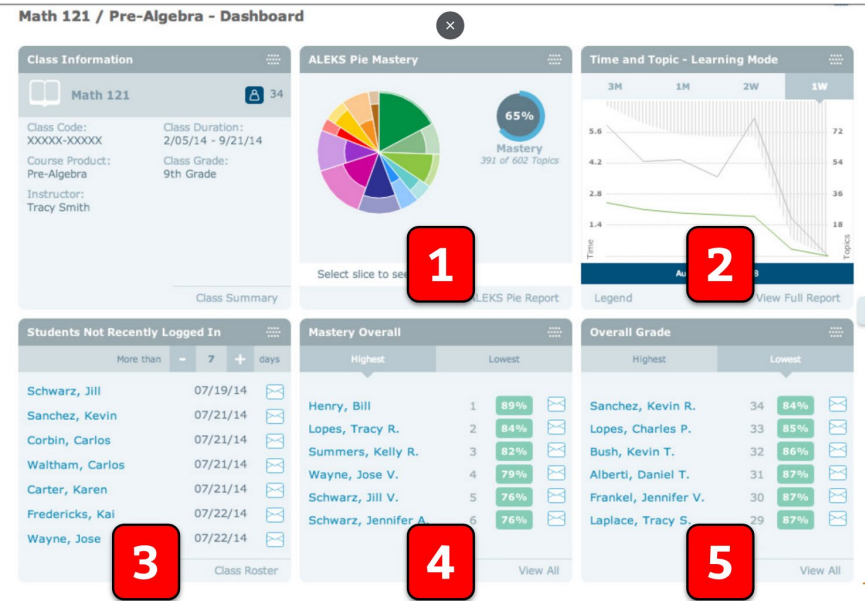 Math 121 / Pre-Algebra - Dashboard
Class Information
Math 121
34
Class Code:
XXXXX-XXXXX
Class Duration:
2/05/14 - 9/21/14
Course Product:
Pre-Algebra
Class Grade:
9th Grade
Instructor:
Tracy Smith
Class Summary
ALEKS Pie Mastery
65%
Mastery
391 of 602 Topics
Select slice to
1
ALEKS Pie Report
Time and Topic - Learning Mode
3M 1M 2W 1W
5.6 72
4.2 54
2.8 36
1.4 18
Time
Topics
2
Legend
View Full Report
Students Not Recently Logged In
More than - 7 + days
Schwarz, Jill 07/19/14
Sanchez, Kevin 07/21/14
Corbin, Carlos 07/21/14
Waltham, Carlos 07/21/14
Carter, Karen 07/21/14
Fredericks, Kai 07/22/14
Wayne, Jose 07/22/14
3
Class Roster
Mastery Overall
Highest Lowest
Henry, Bill 1 89%
Lopes, Tracy R. 2 84%
Summers, Kelly R. 3 82%
Wayne, Jose V. 4 79%
Schwarz, Jill V. 5 76%
Schwarz, Jennifer A. 6 76%
4
View All
Overall Grade
Highest Lowest
Sanchez, Kevin R. 34 84%
Lopes, Charles P. 33 85%
Bush, Kevin T. 32 86%
Alberti, Daniel T. 31 87%
Frankel, Jennifer V. 30 87%
Laplace, Tracy S. 29 87%
5
View All